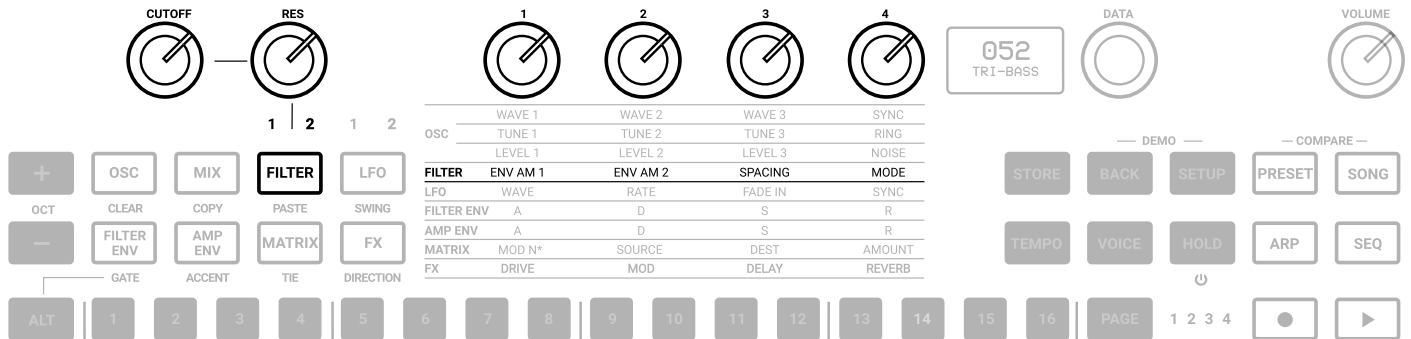 CUTOFF RES 1 2 3 4 DATA VOLUME
052
TRI-BASS
1 2 1 2
WAVE 1 WAVE 2 WAVE 3 SYNC
OSC TUNE 1 TUNE 2 TUNE 3 RING
LEVEL 1 LEVEL 2 LEVEL 3 NOISE
FILTER ENV AM 1 ENV AM 2 SPACING MODE
LFO WAVE RATE FADE IN SYNC
FILTER ENV A D S R
AMP ENV A D S R
MATRIX MOD N* SOURCE DEST AMOUNT
FX DRIVE MOD DELAY REVERB
DEMO COMPARE
+ OSC MIX FILTER LFO STORE BACK SETUP PRESET SONG
OCT CLEAR COPY PASTE SWING
− FILTER ENV AMP ENV MATRIX FX TEMPO VOICE HOLD ARP SEQ
GATE ACCENT TIE DIRECTION
ALT 1 2 3 4 5 6 7 8 9 10 11 12 13 14 15 16 PAGE 1 2 3 4